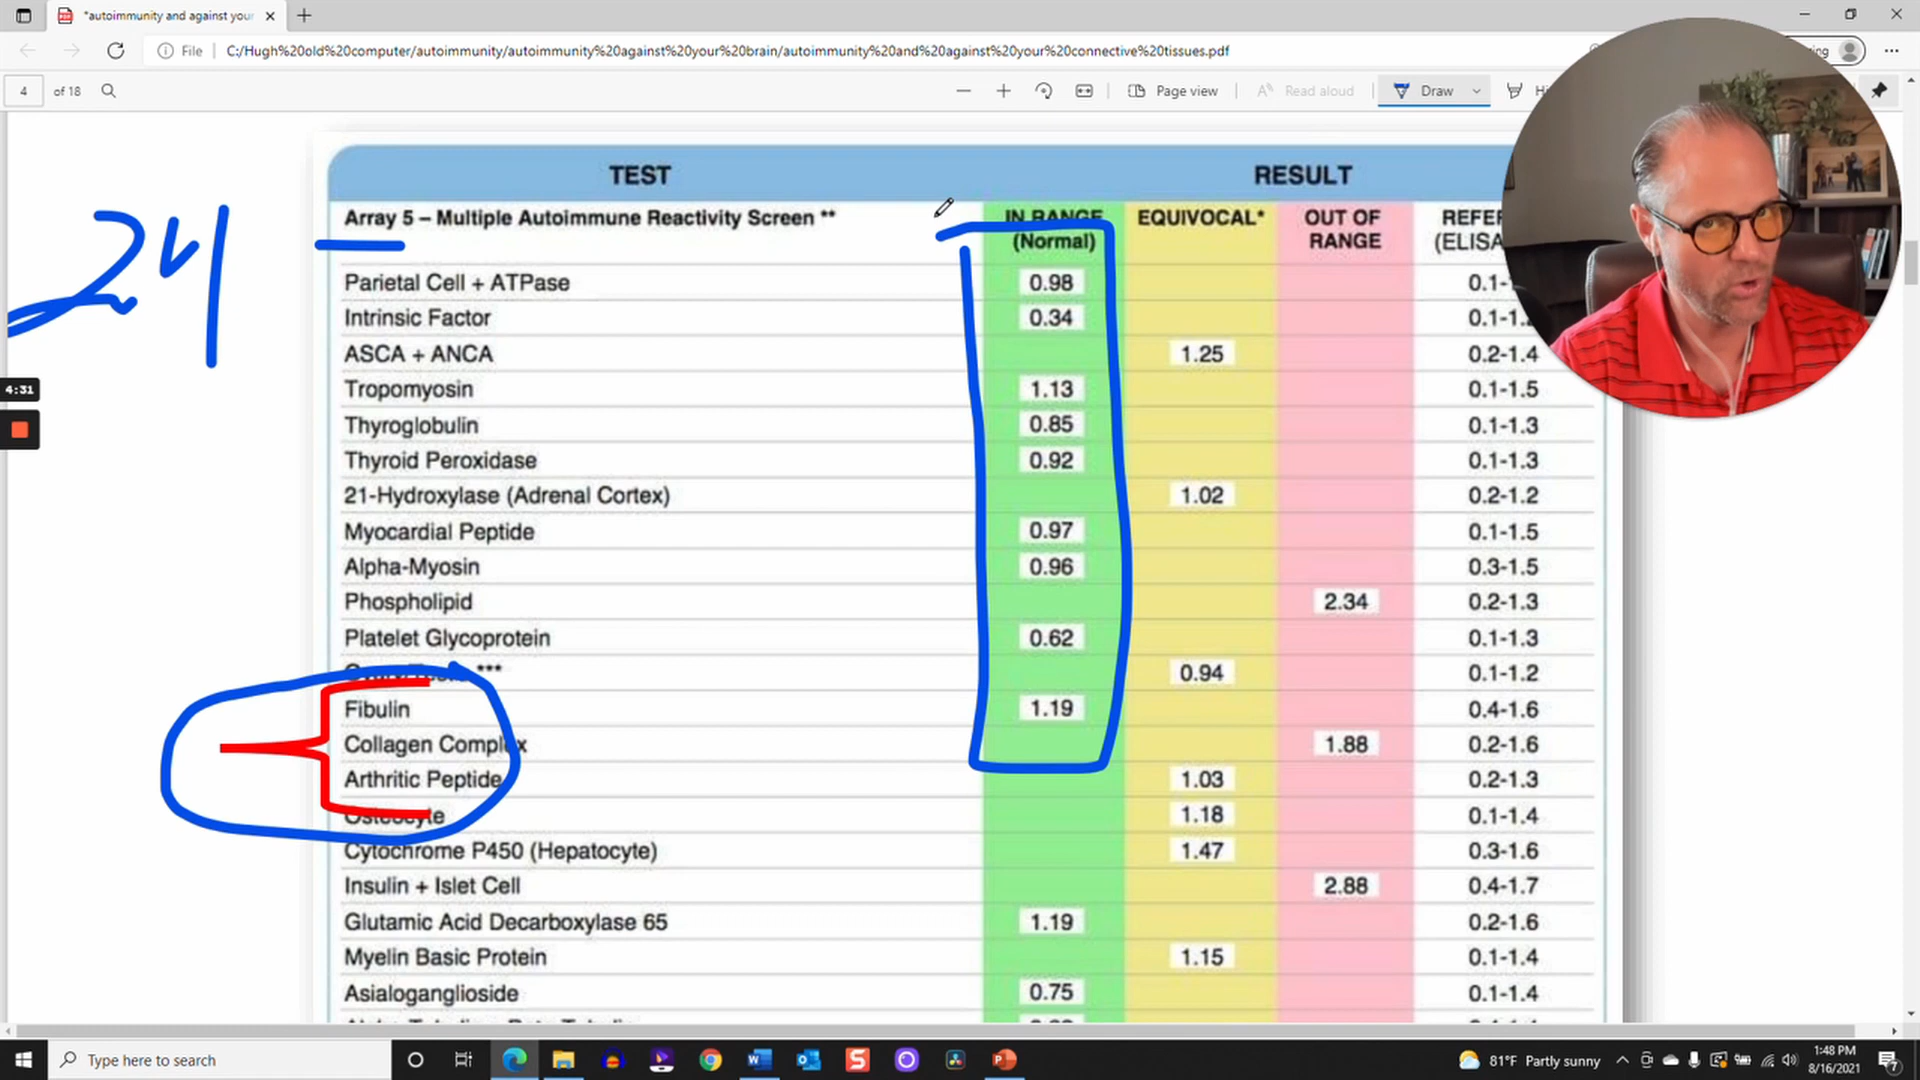 *autoimmunity and against your
File
C:/Hugh%20old%20computer/autoimmunity/autoimmunity%20against%20your%20brain/autoimmunity%20and%20against%20your%20connective%20tissues.pdf
4 of 18
Page view
Read aloud
Draw
24
4:31
TEST RESULT
Array 5 – Multiple Autoimmune Reactivity Screen ** IN RANGE (Normal) EQUIVOCAL* OUT OF RANGE
Parietal Cell + ATPase 0.98
Intrinsic Factor 0.34
ASCA + ANCA 1.25 0.2-1.4
Tropomyosin 1.13 0.1-1.5
Thyroglobulin 0.85 0.1-1.3
Thyroid Peroxidase 0.92 0.1-1.3
21-Hydroxylase (Adrenal Cortex) 1.02 0.2-1.2
Myocardial Peptide 0.97 0.1-1.5
Alpha-Myosin 0.96 0.3-1.5
Phospholipid 2.34 0.2-1.3
Platelet Glycoprotein 0.62 0.1-1.3
*** 0.94 0.1-1.2
Fibulin 1.19 0.4-1.6
Collagen Complex 1.88 0.2-1.6
Arthritic Peptide 1.03 0.2-1.3
Osteocyte 1.18 0.1-1.4
Cytochrome P450 (Hepatocyte) 1.47 0.3-1.6
Insulin + Islet Cell 2.88 0.4-1.7
Glutamic Acid Decarboxylase 65 1.19 0.2-1.6
Myelin Basic Protein 1.15 0.1-1.4
Asialoganglioside 0.75 0.1-1.4
Type here to search
81°F Partly sunny
1:48 PM
8/16/2021